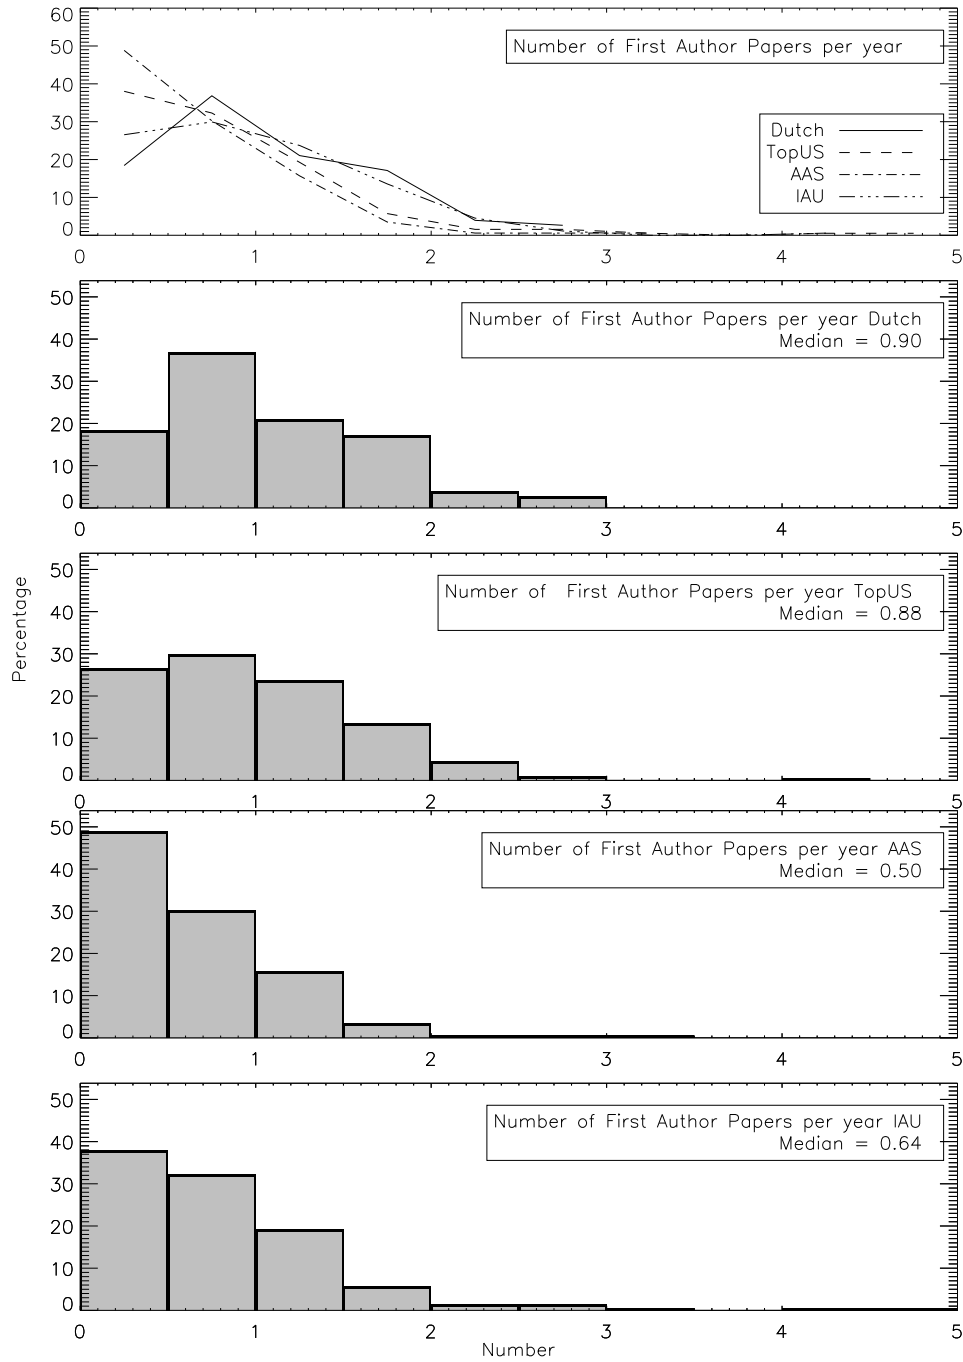 60
50
40
30
20
10
0
Number of First Author Papers per year
Dutch
TopUS
AAS
IAU
0 1 2 3 4 5
50
40
30
20
10
0
Number of First Author Papers per year Dutch
Median = 0.90
0 1 2 3 4 5
Percentage
50
40
30
20
10
0
Number of  First Author Papers per year TopUS
Median = 0.88
0 1 2 3 4 5
50
40
30
20
10
0
Number of First Author Papers per year AAS
Median = 0.50
0 1 2 3 4 5
50
40
30
20
10
0
Number of First Author Papers per year IAU
Median = 0.64
0 1 2 3 4 5
Number